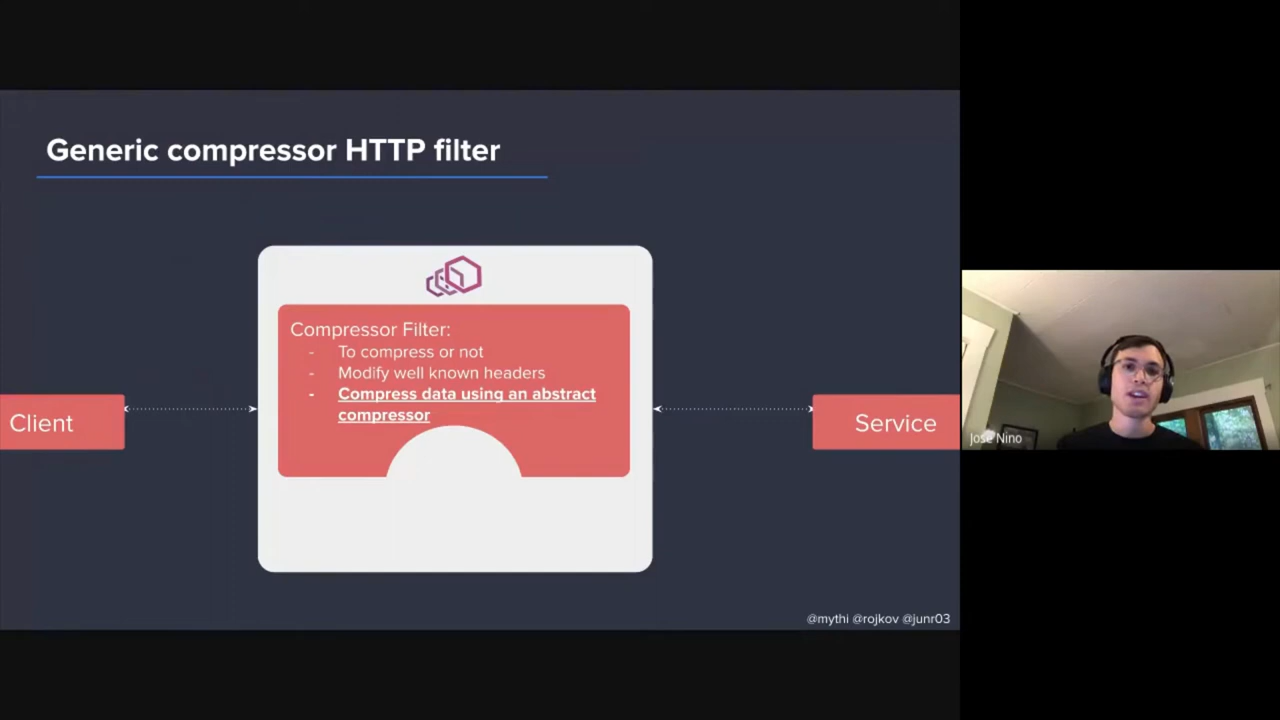 Generic compressor HTTP filter
Compressor Filter:
- To compress or not
- Modify well known headers
- Compress data using an abstract
compressor
Client
Service
Jose Nino
@mythi @rojkov @junr03